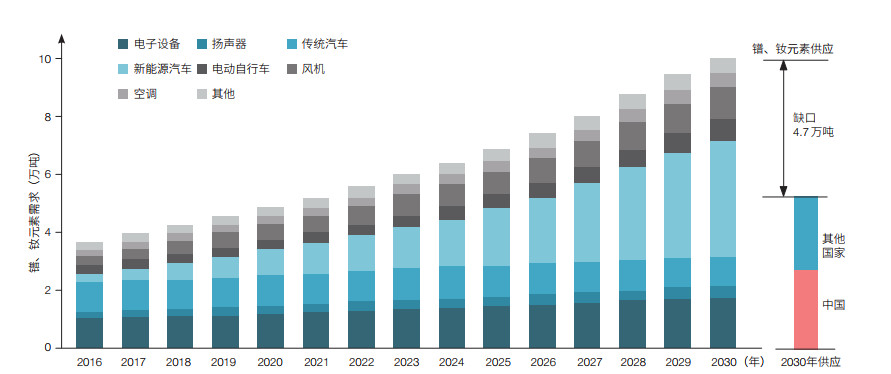 电子设备 扬声器 传统汽车
新能源汽车 电动自行车 风机
空调 其他
镨、钕元素需求（万吨）
10
8
6
4
2
0
2016 2017 2018 2019 2020 2021 2022 2023 2024 2025 2026 2027 2028 2029 2030（年）
镨、钕元素供应
缺口
4.7万吨
其他
国家
中国
2030年供应